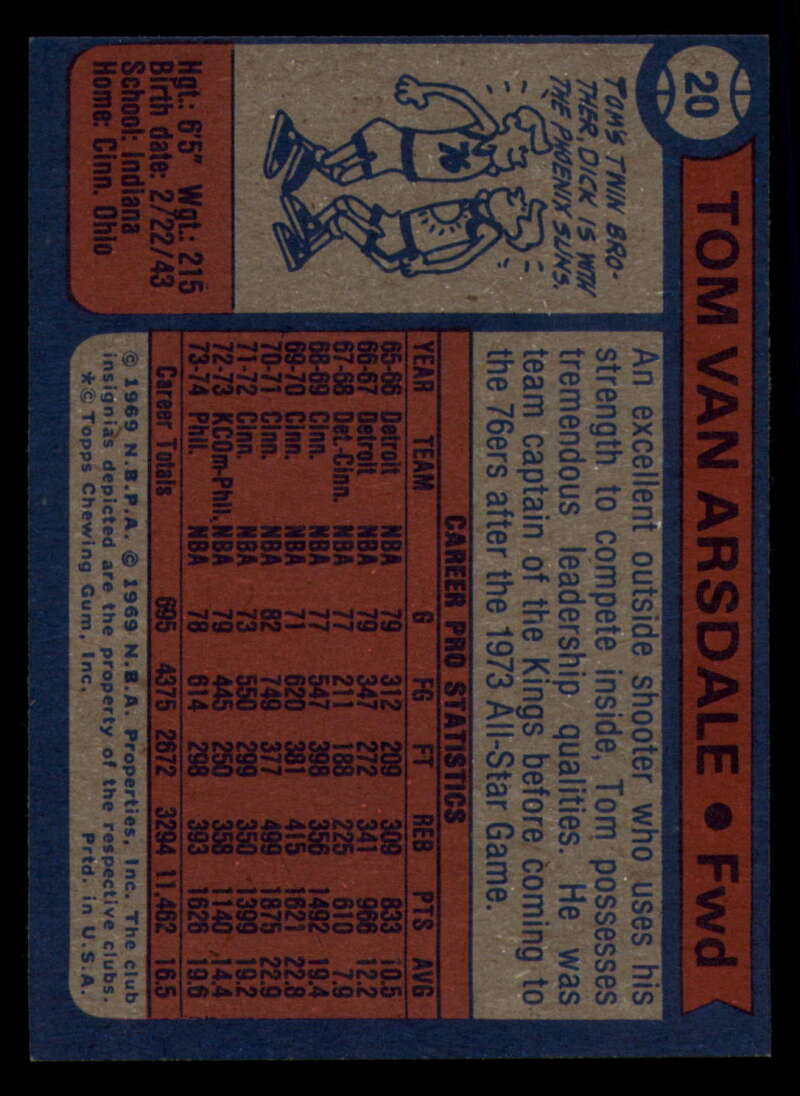 20
TOM VAN ARSDALE • Fwd
TOM'S TWIN BRO-
THER, DICK IS WITH
THE PHOENIX SUNS.
76
Hgt.: 6'5" Wgt.: 215
Birth date: 2/22/43
School: Indiana
Home: Cinn. Ohio
An excellent outside shooter who uses his
strength to compete inside, Tom possesses
tremendous leadership qualities. He was
team captain of the Kings before coming to
the 76ers after the 1973 All-Star Game.
CAREER PRO STATISTICS
YEAR TEAM G FG FT REB PTS AVG
65-66 Detroit NBA 79 312 209 309 833 10.5
66-67 Detroit NBA 79 347 272 341 966 12.2
67-68 Det.-Cinn. NBA 77 211 188 225 610 7.9
68-69 Cinn. NBA 77 547 398 356 1492 19.4
69-70 Cinn. NBA 71 620 381 415 1621 22.8
70-71 Cinn. NBA 82 749 377 499 1875 22.9
71-72 Cinn. NBA 73 550 299 350 1399 19.2
72-73 KCOm-Phil. NBA 79 445 250 358 1140 14.4
73-74 Phil. NBA 78 614 298 393 1626 19.6
Career Totals 695 4375 2672 3294 11,462 16.5
© 1969 N.B.P.A. © 1969 N.B.A. Properties, Inc. The club
insignias depicted are the property of the respective clubs.
*© Topps Chewing Gum, Inc. Prtd. in U.S.A.